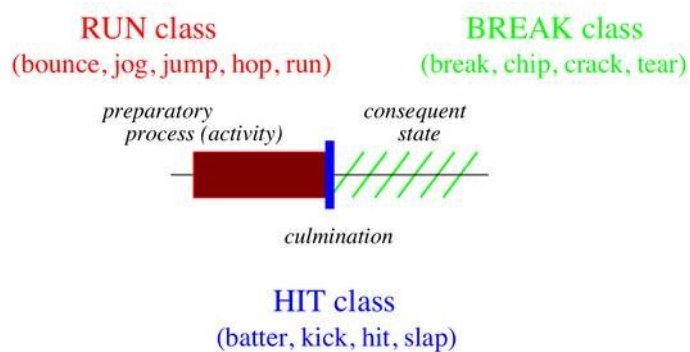 RUN class
(bounce, jog, jump, hop, run)
BREAK class
(break, chip, crack, tear)
preparatory
process (activity)
consequent
state
culmination
HIT class
(batter, kick, hit, slap)